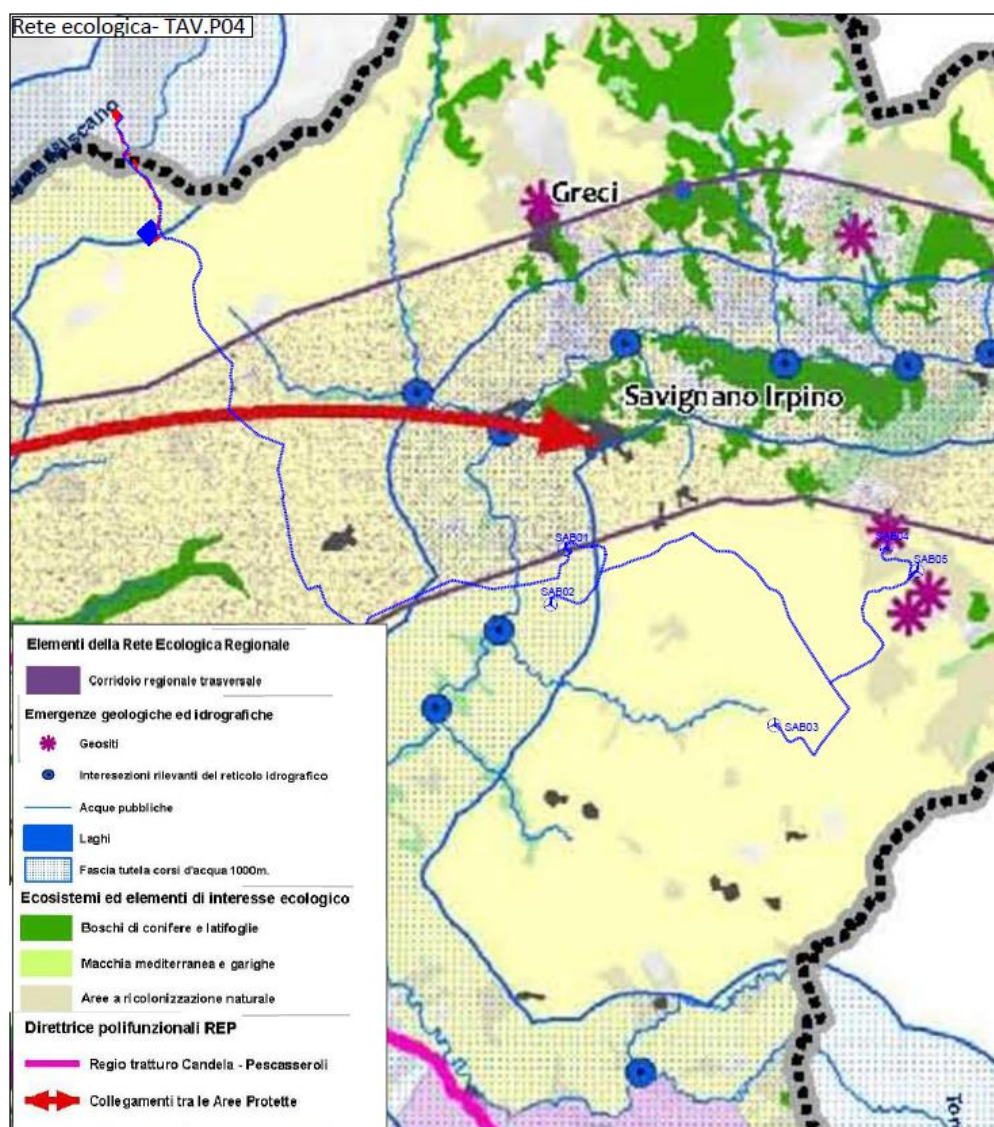 Rete ecologica- TAV.P04
Greci
Savignano Irpino
SAB01
SAB04
SAB05
SAB02
SAB03
Elementi della Rete Ecologica Regionale
Corridoio regionale trasversale
Emergenze geologiche ed idrografiche
Geositi
Interesezioni rilevanti del reticolo idrografico
Acque pubbliche
Laghi
Fascia tutela corsi d'acqua 1000m.
Ecosistemi ed elementi di interesse ecologico
Boschi di conifere e latifoglie
Macchia mediterranea e garighe
Aree a ricolonizzazione naturale
Direttrice polifunzionali REP
Regio tratturo Candela - Pescasseroli
Collegamenti tra le Aree Protette